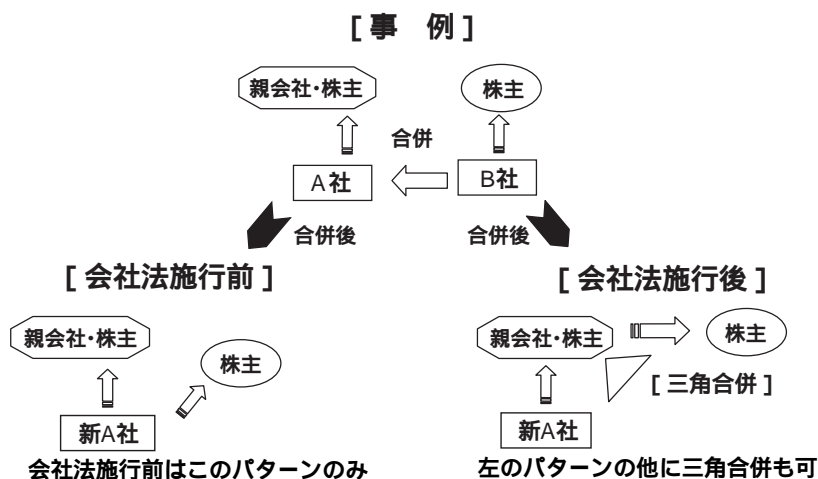 [ 事 例 ]
親会社・株主
株主
合併
A社
B社
合併後
合併後
[ 会社法施行前 ]
[ 会社法施行後 ]
親会社・株主
株主
新A社
会社法施行前はこのパターンのみ
親会社・株主
株主
[ 三角合併 ]
新A社
左のパターンの他に三角合併も可